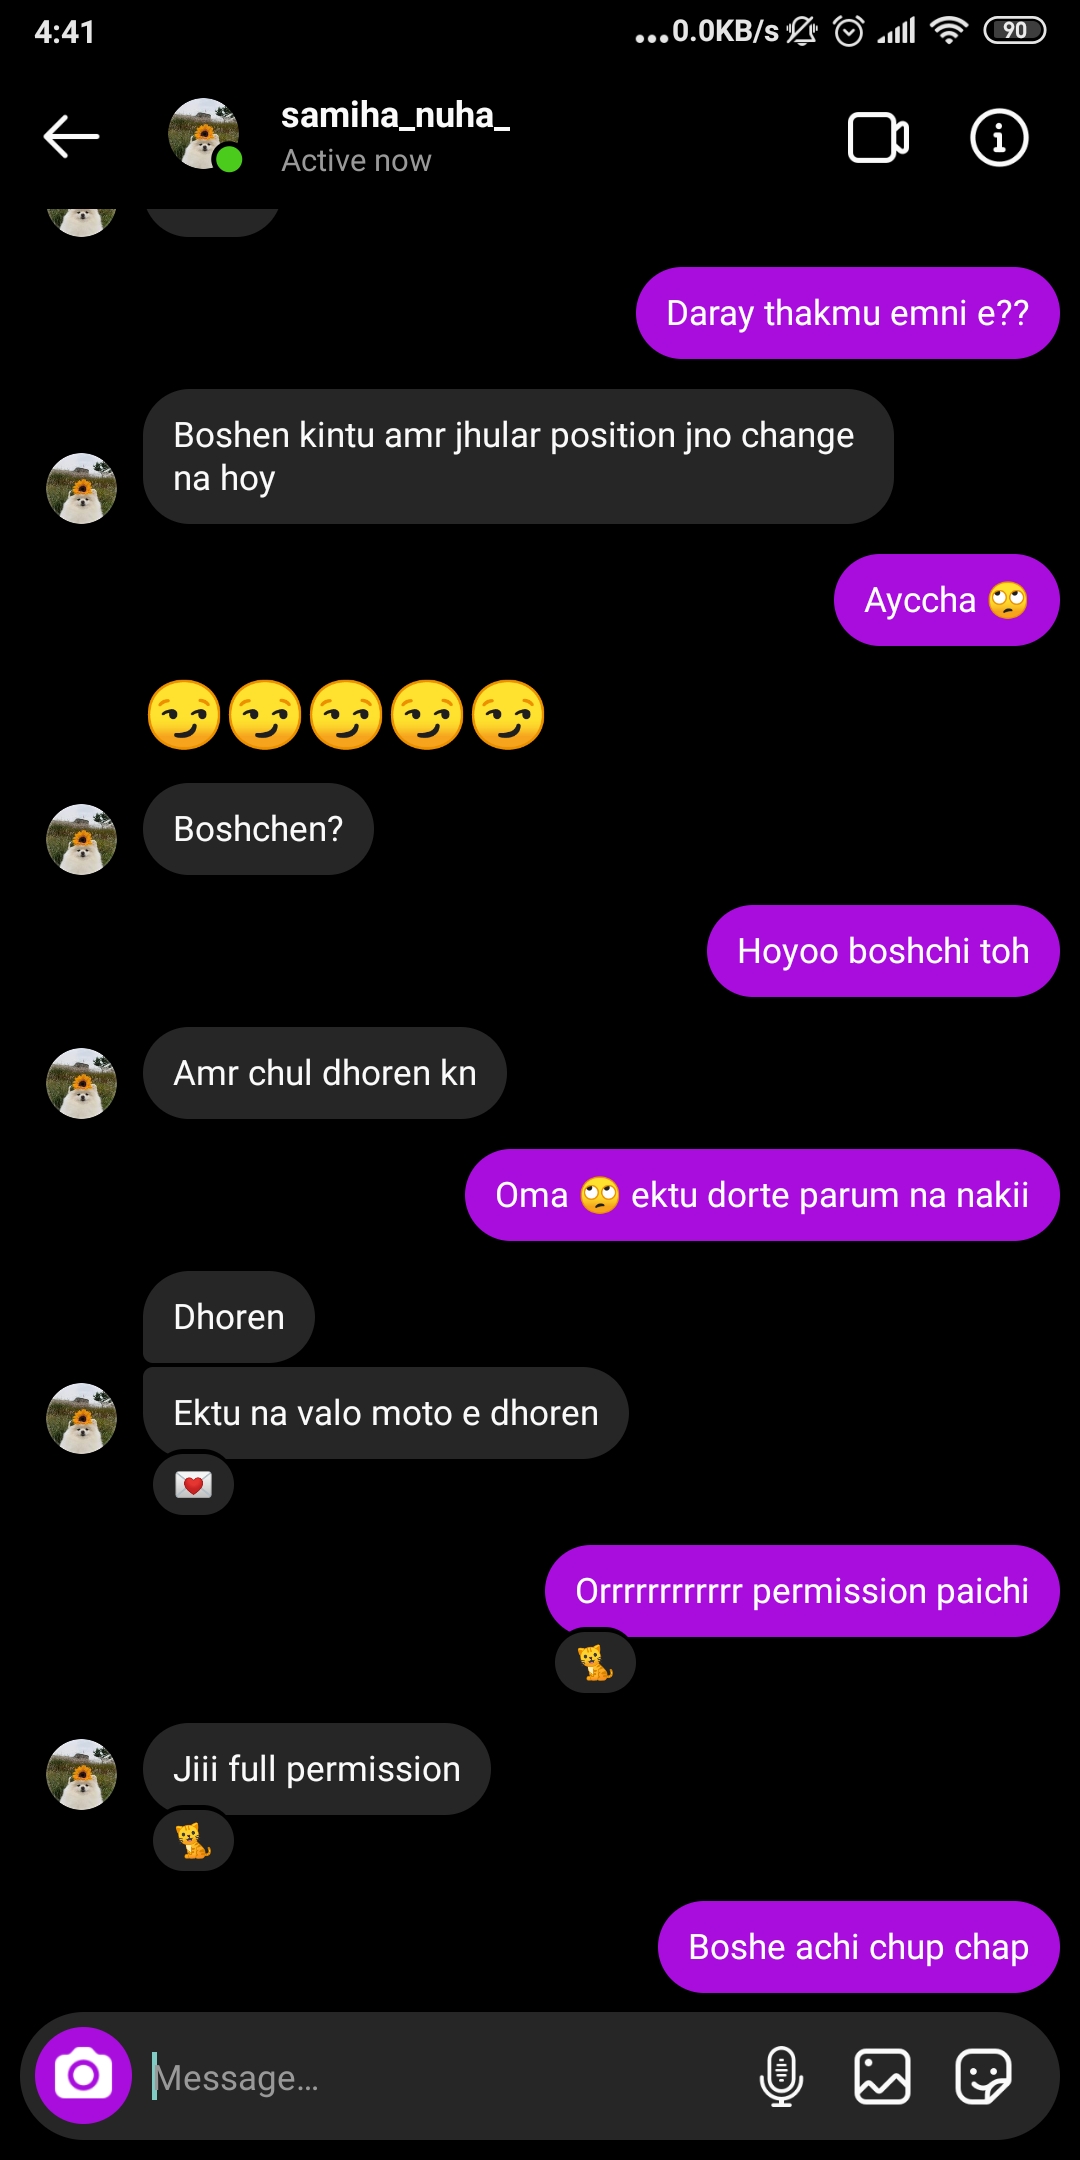 4:41
...0.0KB/s
90
samiha_nuha_
Active now
Daray thakmu emni e??
Boshen kintu amr jhular position jno change
na hoy
Ayccha 🙄
😏😏😏😏😏
Boshchen?
Hoyoo boshchi toh
Amr chul dhoren kn
Oma 🙄 ektu dorte parum na nakii
Dhoren
Ektu na valo moto e dhoren
💌
Orrrrrrrrrrrr permission paichi
🐈
Jiii full permission
🐈
Boshe achi chup chap
Message...